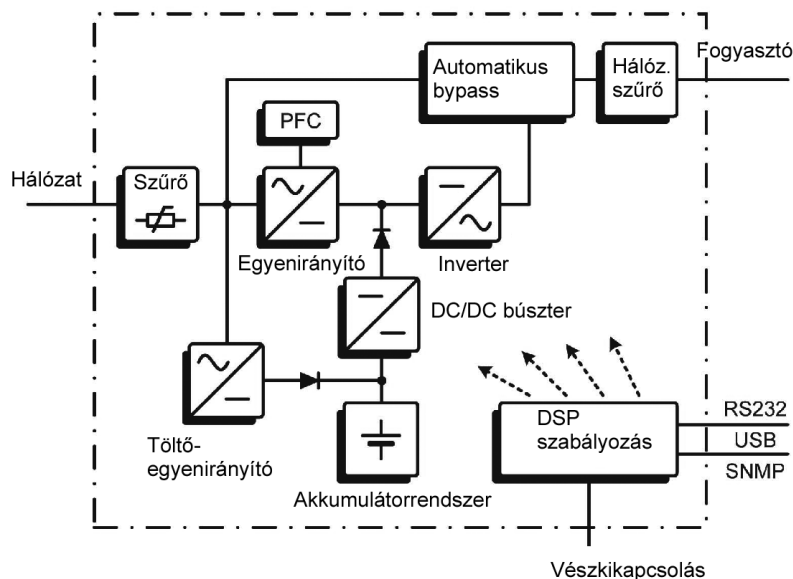 Automatikus
bypass
Hálóz.
szűrő
Fogyasztó
PFC
Hálózat
Szűrő
Egyenirányító
Inverter
DC/DC búszter
Töltő-
egyenirányító
Akkumulátorrendszer
DSP
szabályozás
RS232
USB
SNMP
Vészkikapcsolás